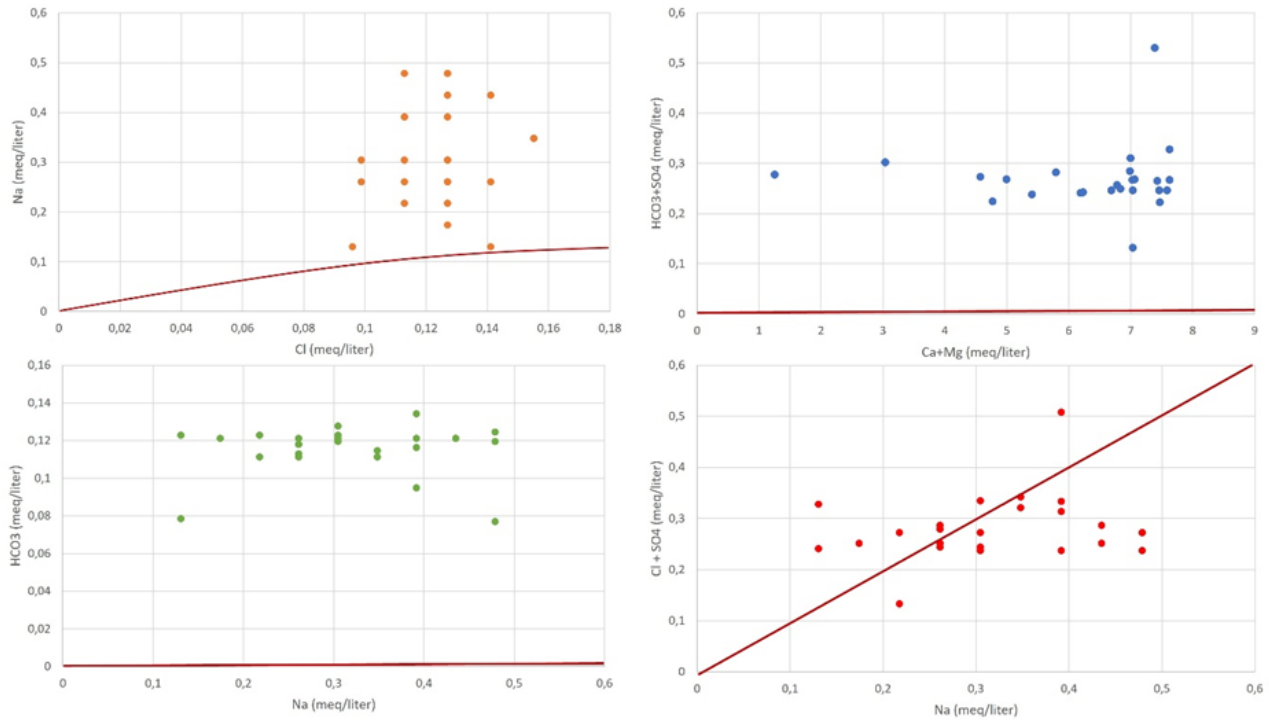 0,6
0,5
0,4
0,3
0,2
0,1
0
Na (meq/liter)
0 0,02 0,04 0,06 0,08 0,1 0,12 0,14 0,16 0,18
Cl (meq/liter)
0,6
0,5
0,4
0,3
0,2
0,1
0
HCO3+SO4 (meq/liter)
0 1 2 3 4 5 6 7 8 9
Ca+Mg (meq/liter)
0,16
0,14
0,12
0,1
0,08
0,06
0,04
0,02
0
HCO3 (meq/liter)
0 0,1 0,2 0,3 0,4 0,5 0,6
Na (meq/liter)
0,6
0,5
0,4
0,3
0,2
0,1
0
Cl + SO4 (meq/liter)
0 0,1 0,2 0,3 0,4 0,5 0,6
Na (meq/liter)